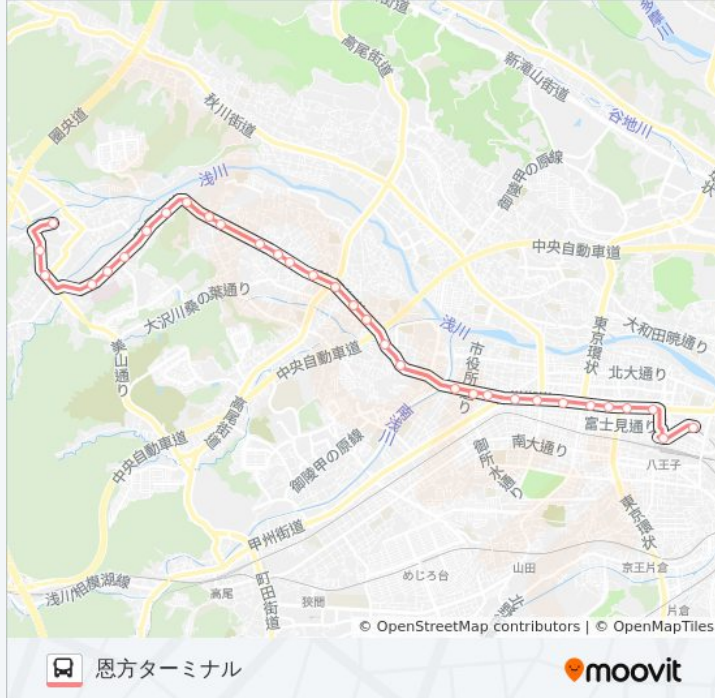 高尾街道
新滝山街道
多摩川
谷地川
圏央道
秋川街道
浅川
御陵甲の原線
中央自動車道
大沢川桑の葉通り
浅川
東京環状
大和田暁通り
美山通り
中央自動車道
市役所
り
北大通り
高尾街道
南浅川
富士見通り
中央自動車道
御陵甲の原線
御所水通り
南大通り
八王子
東京環状
甲州街道
浅川相模湖線
町田街道
めじろ台
山田
京王片倉
高尾
狭間
片倉
© OpenStreetMap contributors | © OpenMapTiles
恩方ターミナル
moovit